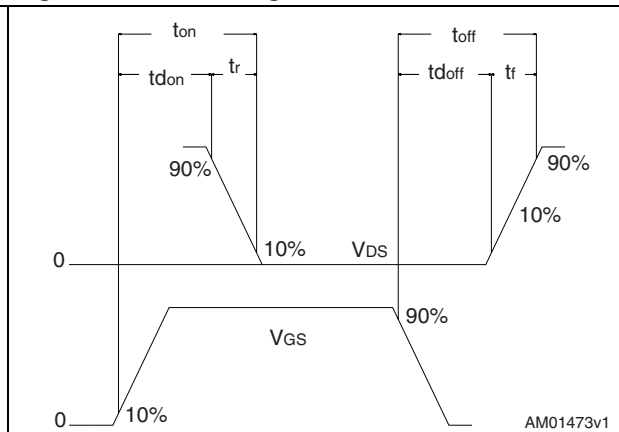 ton toff
tdon tr tdoff tf
90% 90%
10%
10% VDS
0
90%
VGS
10%
0 AM01473v1